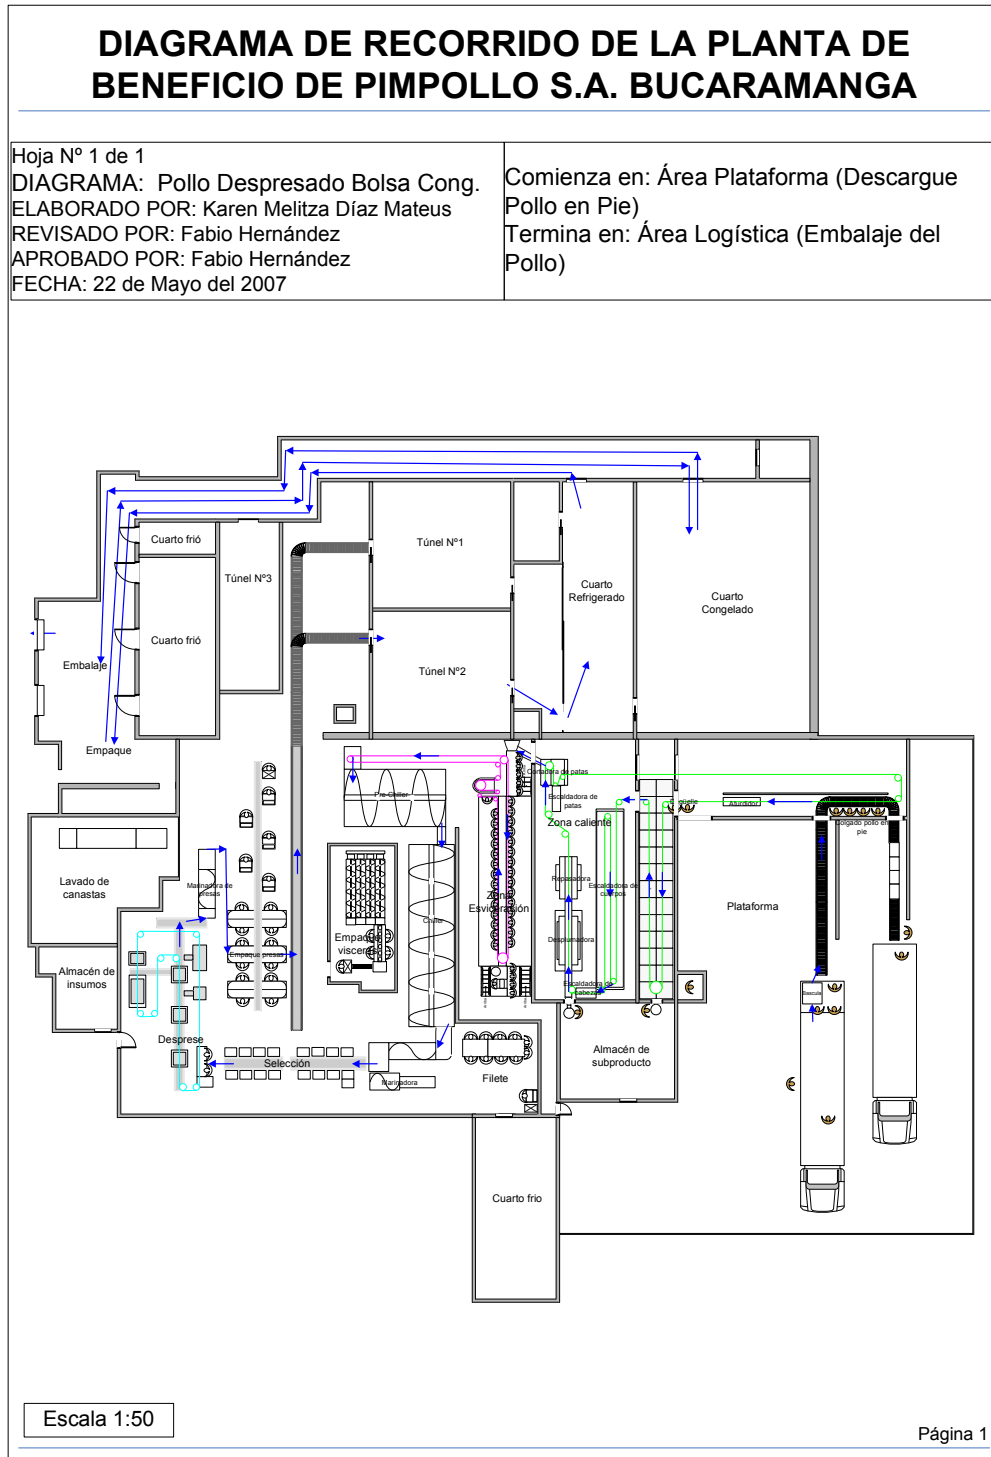 DIAGRAMA DE RECORRIDO DE LA PLANTA DE
BENEFICIO DE PIMPOLLO S.A. BUCARAMANGA
Hoja Nº 1 de 1
DIAGRAMA: Pollo Despresado Bolsa Cong.
ELABORADO POR: Karen Melitza Díaz Mateus
REVISADO POR: Fabio Hernández
APROBADO POR: Fabio Hernández
FECHA: 22 de Mayo del 2007
Comienza en: Área Plataforma (Descargue
Pollo en Pie)
Termina en: Área Logística (Embalaje del
Pollo)
Cuarto frió
Túnel Nº1
Túnel Nº3
Cuarto
Refrigerado
Cuarto
Congelado
Cuarto frió
Embalaje
Túnel Nº2
Empaque
Cortadora de patas
Pre-Chiller
Escaldadora de
patas
Degüelle
Aturdidor
Zona caliente
Colgado pollo en
pie
Lavado de
canastas
Marinadora de
presas
Repasadora
Escaldadora de
cuerpos
Zona
Esviceración
Plataforma
Chiller
Empaque
visceras
Desplumadora
Empaque presas
Almacén de
insumos
Escaldadora de
cabezas
Bascula
Desprese
Selección
Almacén de
subproducto
Marinadora
Filete
Cuarto frio
Escala 1:50
Página 1